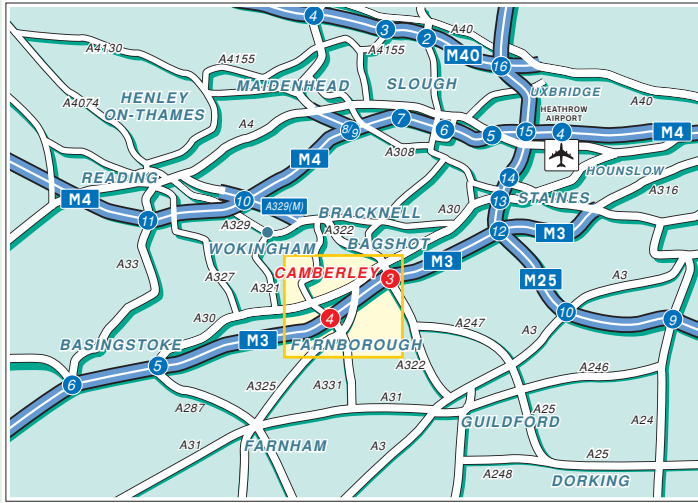 4
3
A40
A4130
A4155
A4155
2
M40
16
MAIDENHEAD
SLOUGH
UXBRIDGE
HENLEY
ON-THAMES
A4074
A40
HEATHROW
AIRPORT
A4
8/9
7
6
5
15
4
M4
M4
A308
HOUNSLOW
READING
14
A316
M4
10
A329(M)
13
STAINES
11
A329
BRACKNELL
A30
A322
12
M3
WOKINGHAM
BAGSHOT
A33
A327
CAMBERLEY
3
M3
M25
A3
A321
A30
4
A247
10
9
A3
BASINGSTOKE
M3
FARNBOROUGH
5
A322
A246
6
A325
A331
A31
A287
GUILDFORD
A25
A24
A31
FARNHAM
A3
A25
A248
DORKING